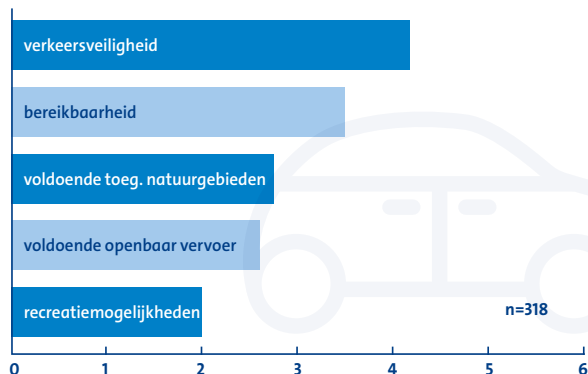 verkeersveiligheid
bereikbaarheid
voldoende toeg. natuurgebieden
voldoende openbaar vervoer
recreatiemogelijkheden
n=318
0 1 2 3 4 5 6